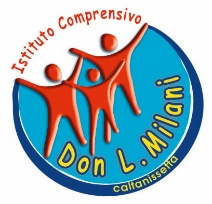 Istituto Comprensivo
Don L. Milani
caltanissetta